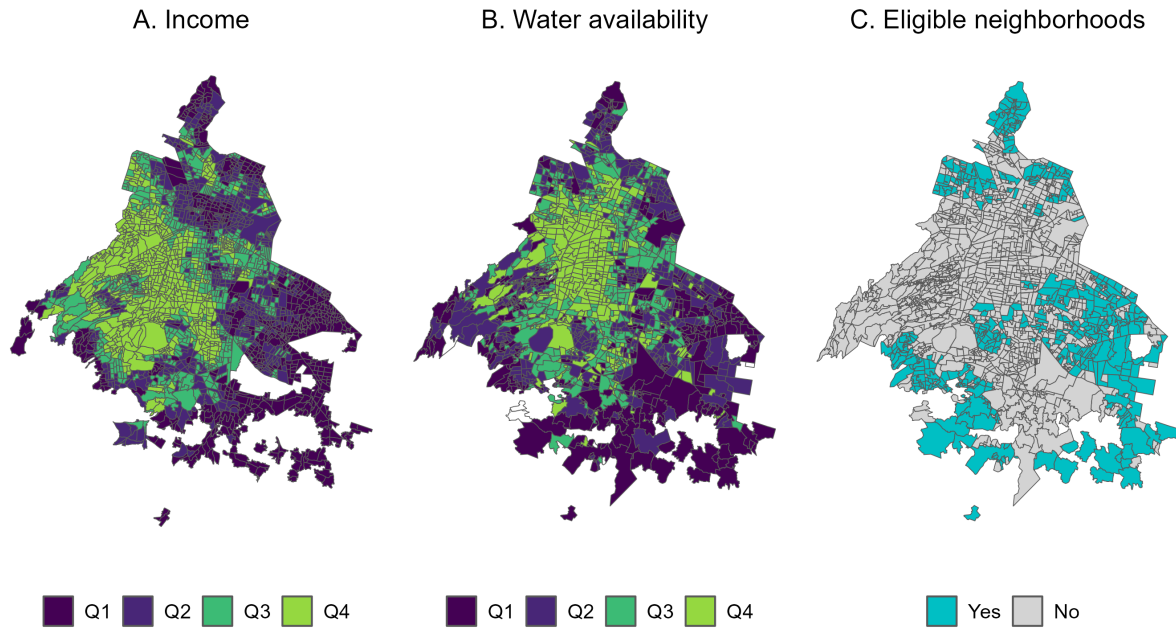 A. Income
B. Water availability
C. Eligible neighborhoods
Q1 Q2 Q3 Q4
Q1 Q2 Q3 Q4
Yes No